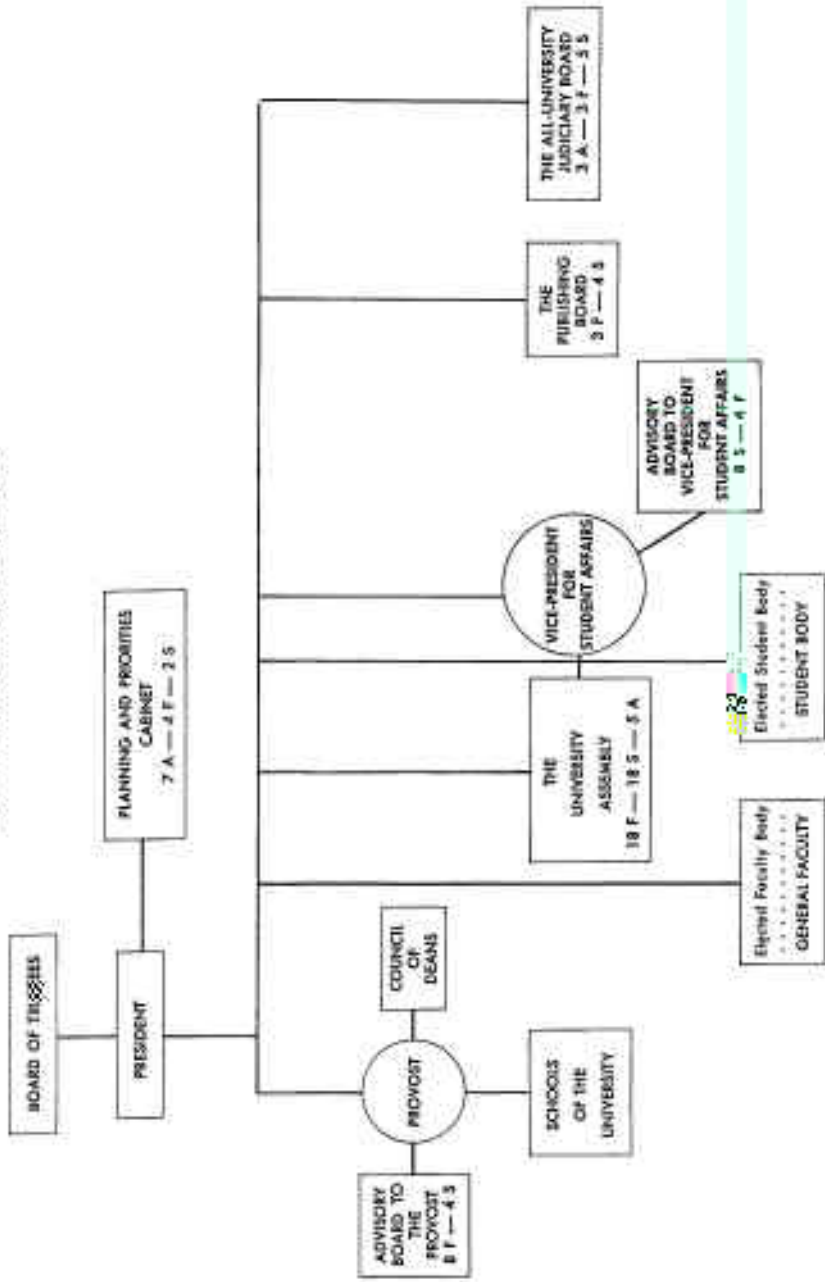 BOARD OF TRUSTEES
PRESIDENT
PLANNING AND PRIORITIES
CABINET
7 A — 4 F — 2 S
ADVISORY
BOARD TO
THE
PROVOST
8 F — 4 S
PROVOST
COUNCIL
OF
DEANS
SCHOOLS
OF THE
UNIVERSITY
Elected Faculty Body
GENERAL FACULTY
THE
UNIVERSITY
ASSEMBLY
18 F — 18 S — 5 A
Elected Student Body
STUDENT BODY
VICE-PRESIDENT
FOR
STUDENT AFFAIRS
ADVISORY
BOARD TO
VICE-PRESIDENT
FOR
STUDENT AFFAIRS
8 S — 4 F
THE
PUBLISHING
BOARD
3 F — 4 S
THE ALL-UNIVERSITY
JUDICIARY BOARD
3 A — 3 F — 5 S